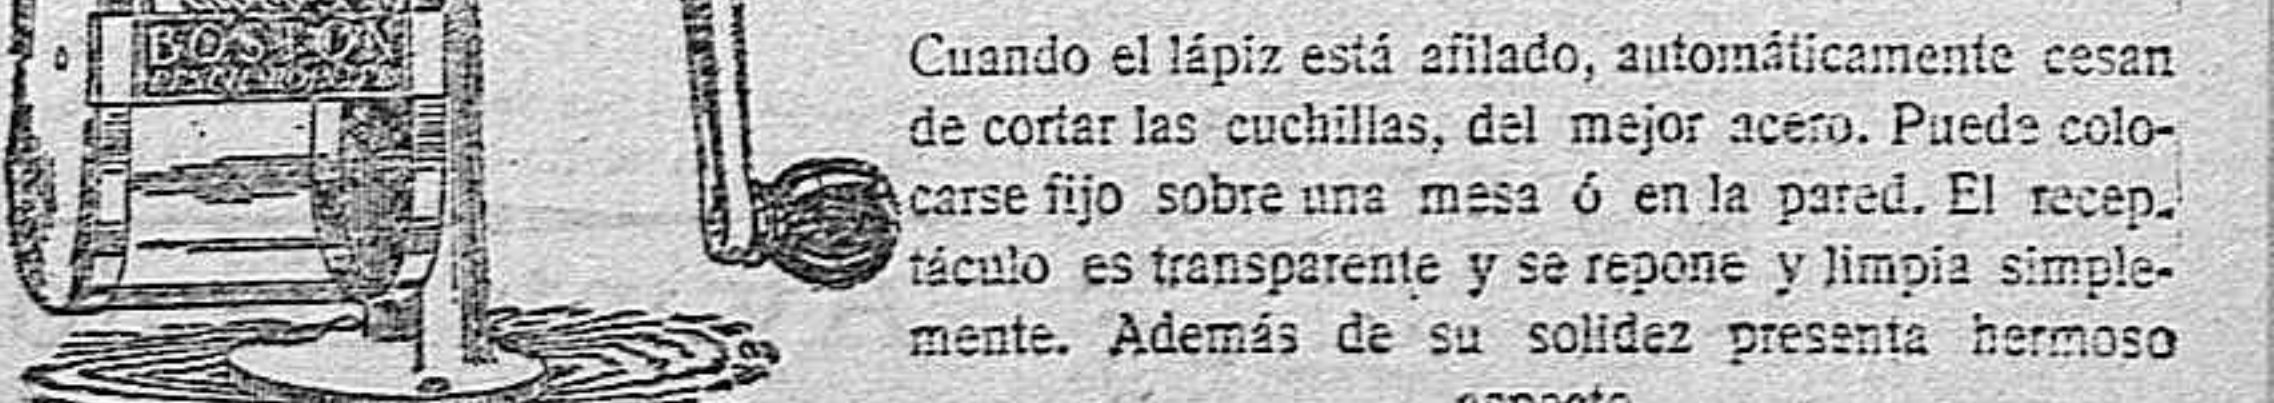 BOSTON
Cuando el lápiz está afilado, automáticamente cesan
de cortar las cuchillas, del mejor acero. Puede colo-
carse fijo sobre una mesa ó en la pared. El recep-
táculo es transparente y se repone y limpia simple-
mente. Además de su solidez presenta hermoso
aspecto